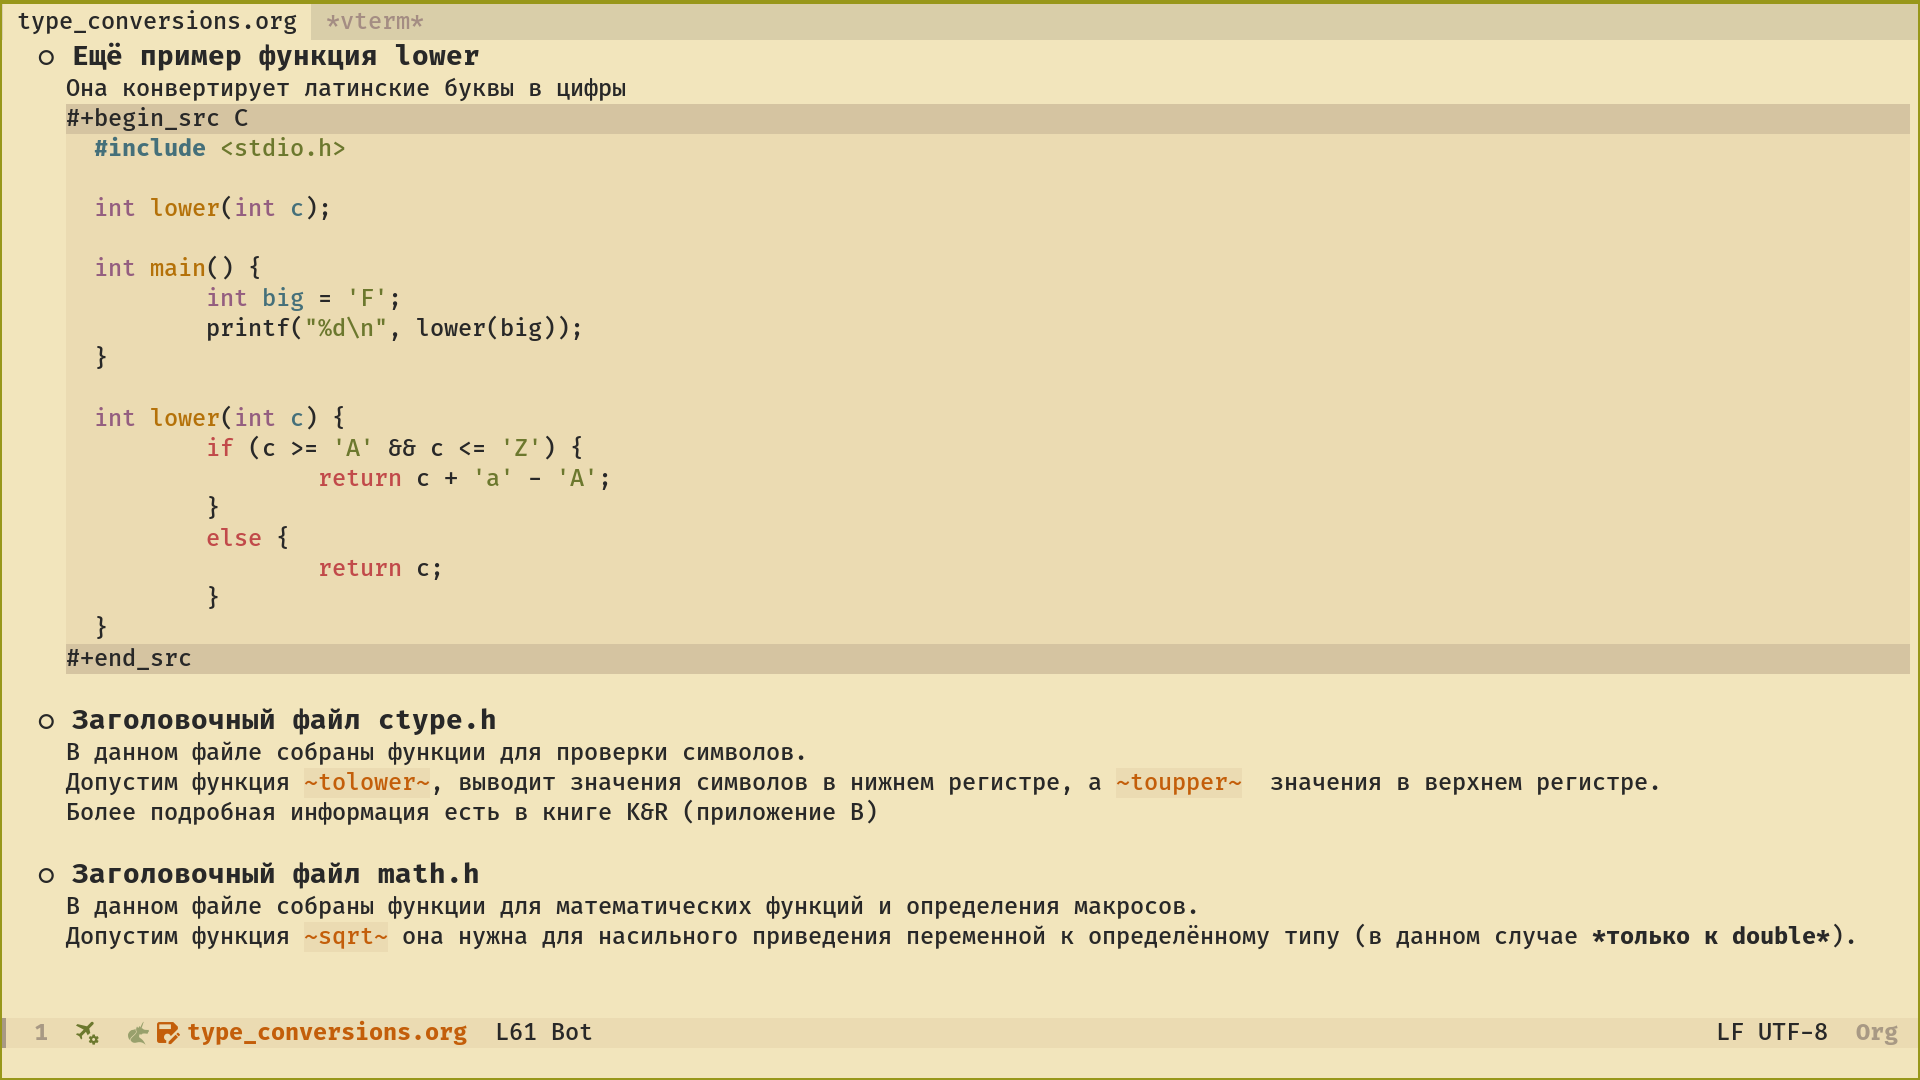 type_conversions.org *vterm*
○ Ещё пример функция lower
Она конвертирует латинские буквы в цифры
#+begin_src C
#include <stdio.h>
int lower(int c);
int main() {
int big = 'F';
printf("%d\n", lower(big));
}
int lower(int c) {
if (c >= 'A' && c <= 'Z') {
return c + 'a' - 'A';
}
else {
return c;
}
}
#+end_src
○ Заголовочный файл ctype.h
В данном файле собраны функции для проверки символов.
Допустим функция ~tolower~, выводит значения символов в нижнем регистре, а ~toupper~  значения в верхнем регистре.
Более подробная информация есть в книге K&R (приложение B)
○ Заголовочный файл math.h
В данном файле собраны функции для математических функций и определения макросов.
Допустим функция ~sqrt~ она нужна для насильного приведения переменной к определённому типу (в данном случае *только к double*).
1 type_conversions.org L61 Bot LF UTF-8 Org